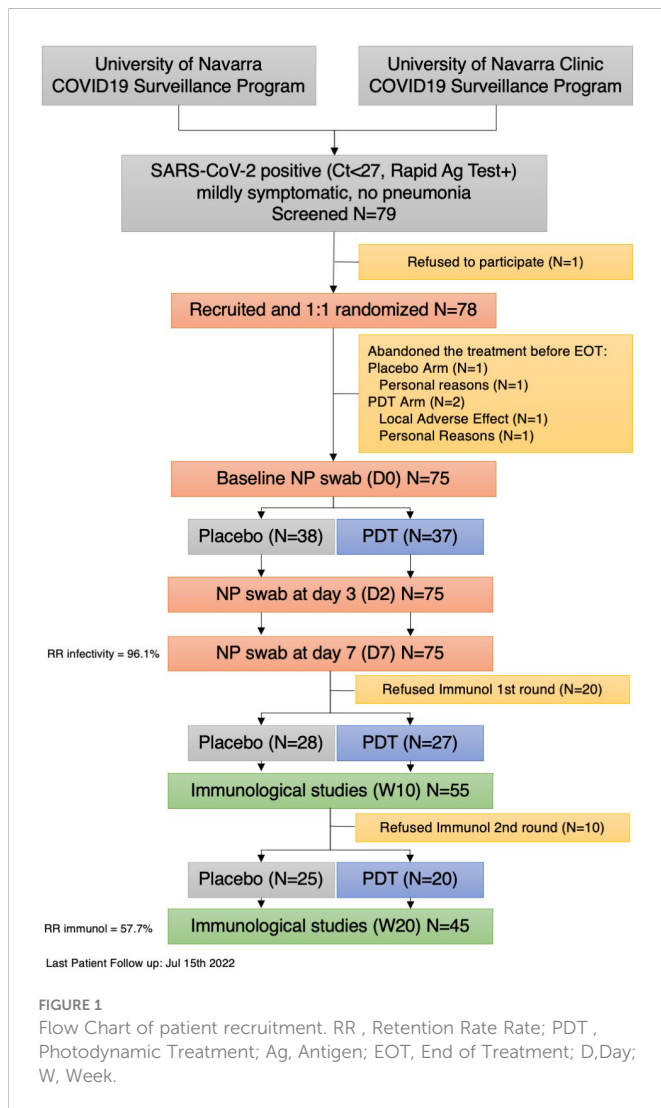 University of Navarra
COVID19 Surveillance Program
University of Navarra Clinic
COVID19 Surveillance Program
SARS-CoV-2 positive (Ct<27, Rapid Ag Test+)
mildly symptomatic, no pneumonia
Screened N=79
Refused to participate (N=1)
Recruited and 1:1 randomized N=78
Abandoned the treatment before EOT:
Placebo Arm (N=1)
Personal reasons (N=1)
PDT Arm (N=2)
Local Adverse Effect (N=1)
Personal Reasons (N=1)
Baseline NP swab (D0) N=75
Placebo (N=38)
PDT (N=37)
NP swab at day 3 (D2) N=75
NP swab at day 7 (D7) N=75
RR infectivity = 96.1%
Refused Immunol 1st round (N=20)
Placebo (N=28)
PDT (N=27)
Immunological studies (W10) N=55
Refused Immunol 2nd round (N=10)
Placebo (N=25)
PDT (N=20)
RR immunol = 57.7%
Immunological studies (W20) N=45
Last Patient Follow up: Jul 15th 2022
FIGURE 1
Flow Chart of patient recruitment. RR , Retention Rate Rate; PDT ,
Photodynamic Treatment; Ag, Antigen; EOT, End of Treatment; D,Day;
W, Week.